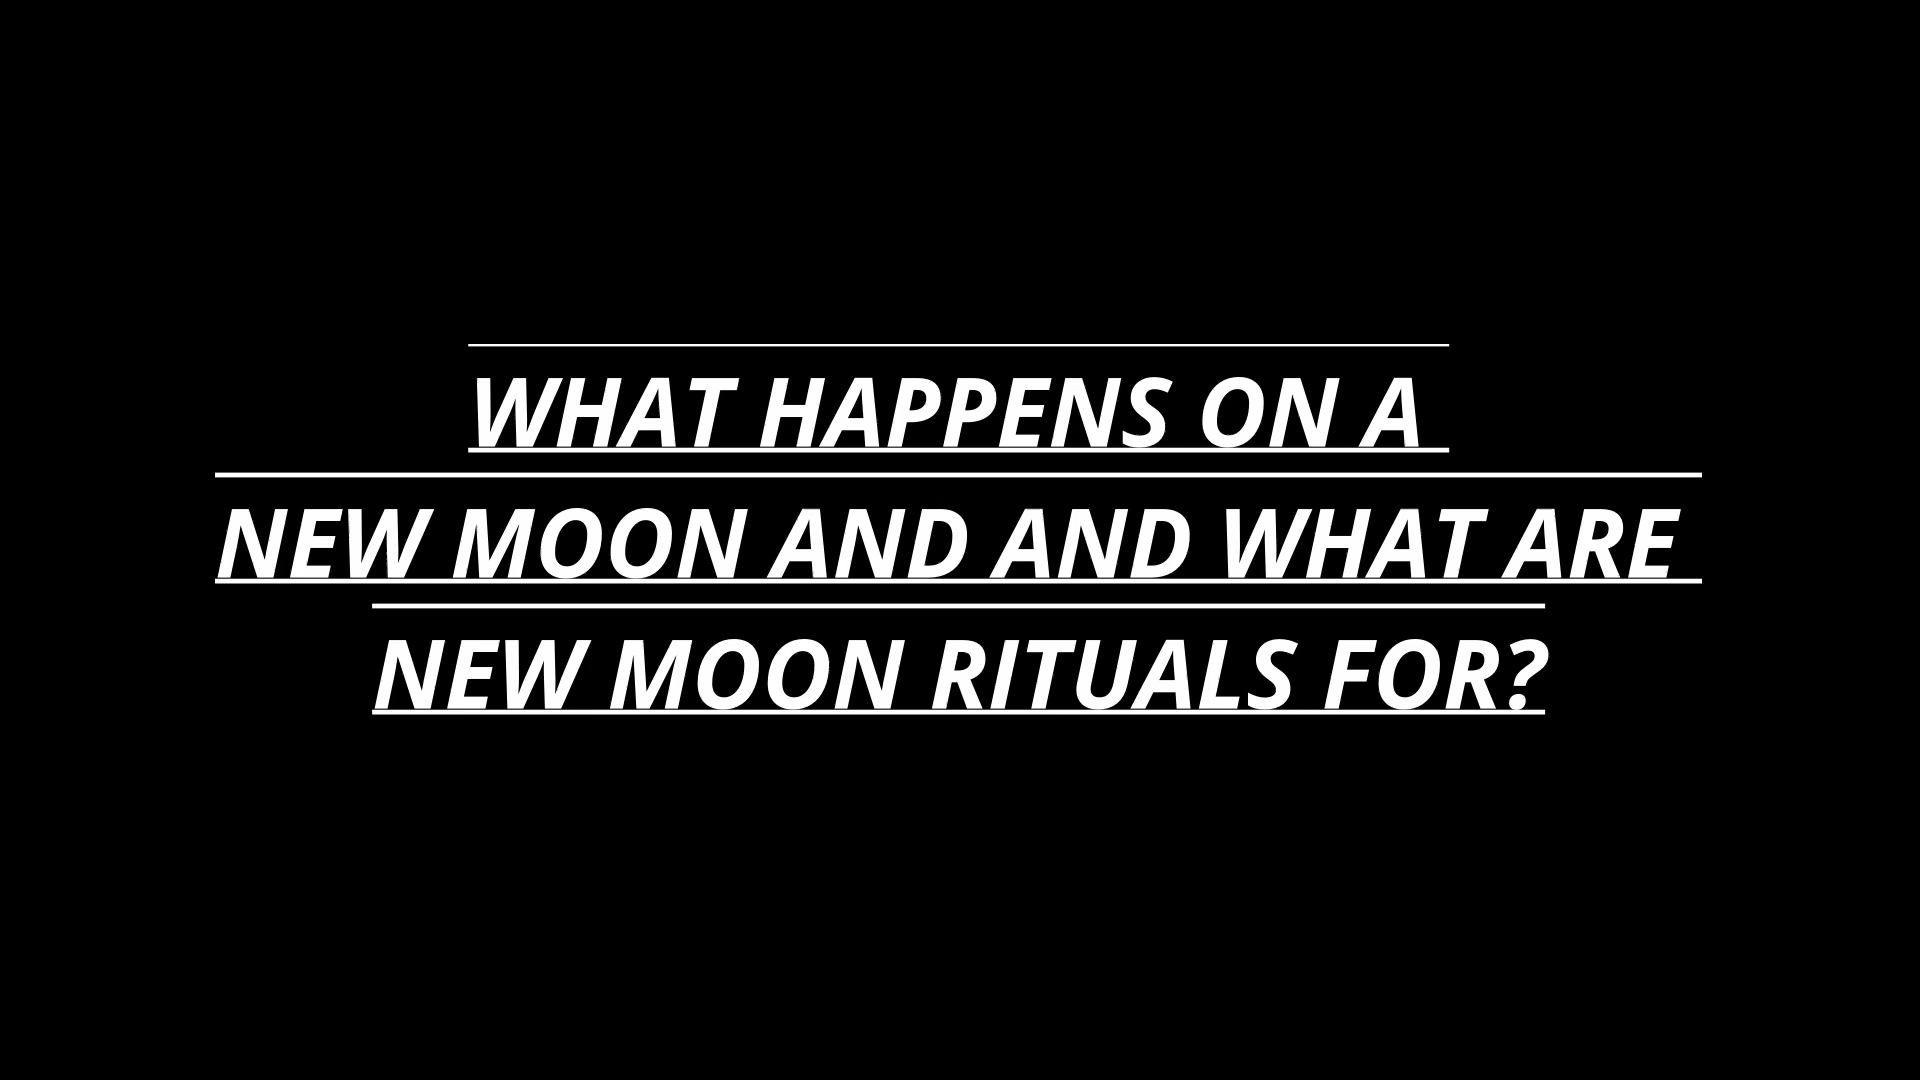 WHAT HAPPENS ON A
NEW MOON AND AND WHAT ARE
NEW MOON RITUALS FOR?